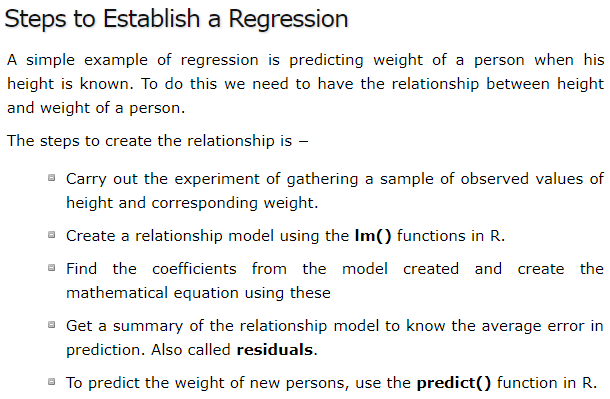 Steps to Establish a Regression
A simple example of regression is predicting weight of a person when his
height is known. To do this we need to have the relationship between height
and weight of a person.
The steps to create the relationship is −
Carry out the experiment of gathering a sample of observed values of
height and corresponding weight.
Create a relationship model using the lm() functions in R.
Find the coefficients from the model created and create the
mathematical equation using these
Get a summary of the relationship model to know the average error in
prediction. Also called residuals.
To predict the weight of new persons, use the predict() function in R.